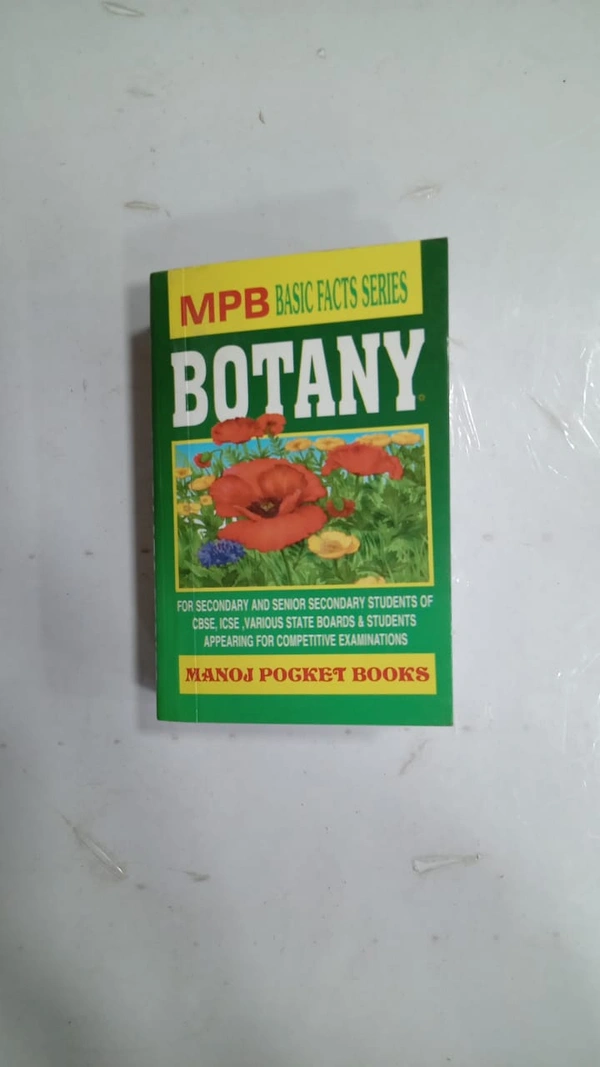 MPB BASIC FACTS SERIES
BOTANY
FOR SECONDARY AND SENIOR SECONDARY STUDENTS OF
CBSE, ICSE ,VARIOUS STATE BOARDS & STUDENTS
APPEARING FOR COMPETITIVE EXAMINATIONS
MANOJ POCKET BOOKS